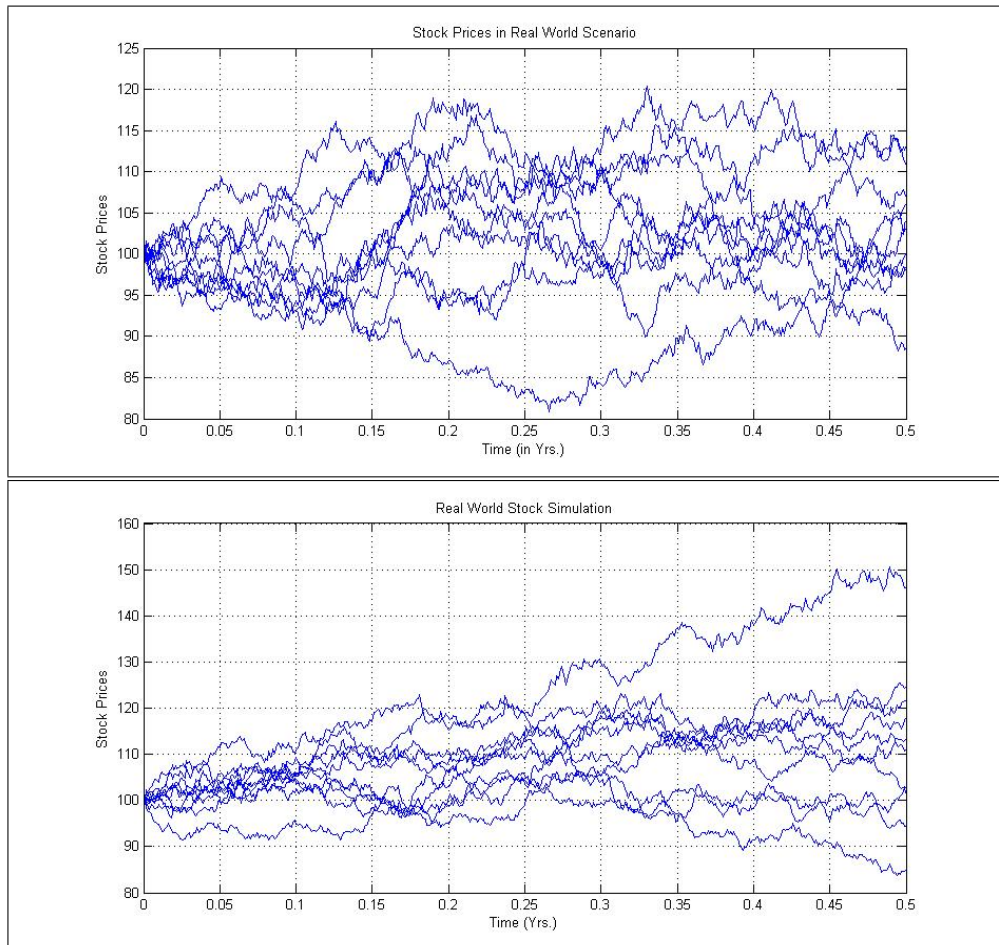 Stock Prices in Real World Scenario
125
120
115
110
105
100
95
90
85
80
Stock Prices
0 0.05 0.1 0.15 0.2 0.25 0.3 0.35 0.4 0.45 0.5
Time (in Yrs.)
Real World Stock Simulation
160
150
140
130
120
110
100
90
80
Stock Prices
0 0.05 0.1 0.15 0.2 0.25 0.3 0.35 0.4 0.45 0.5
Time (Yrs.)